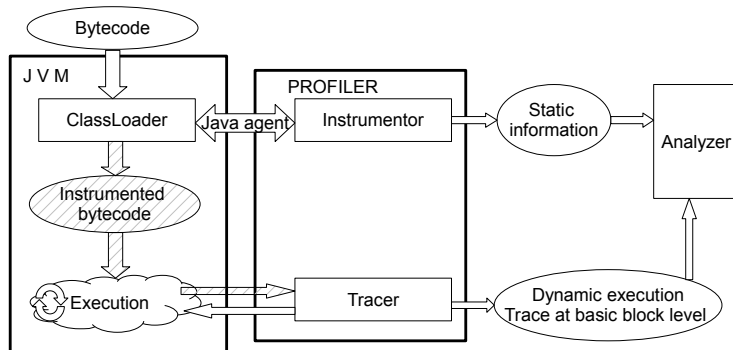 Bytecode
J V M
PROFILER
ClassLoader
Java agent
Instrumentor
Static
information
Analyzer
Instrumented
bytecode
Execution
Tracer
Dynamic execution
Trace at basic block level